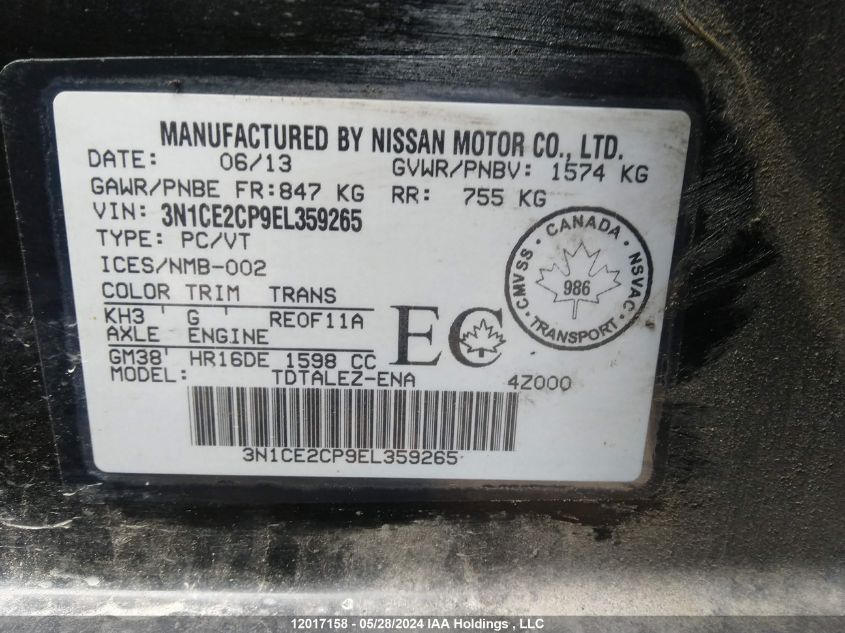 MANUFACTURED BY NISSAN MOTOR CO., LTD.
DATE: 06/13 GVWR/PNBV: 1574 KG
GAWR/PNBE FR: 847 KG RR: 755 KG
VIN: 3N1CE2CP9EL359265
TYPE: PC/VT
ICES/NMB-002
COLOR TRIM TRANS
KH3 ' G ' RE0F11A
AXLE ENGINE
GM38' HR16DE 1598 CC
MODEL: TDTALEZ-ENA 4Z000
EC
CANADA
CMVSS · NSVAC
986
TRANSPORT
3N1CE2CP9EL359265
12017158 - 05/28/2024 IAA Holdings, LLC